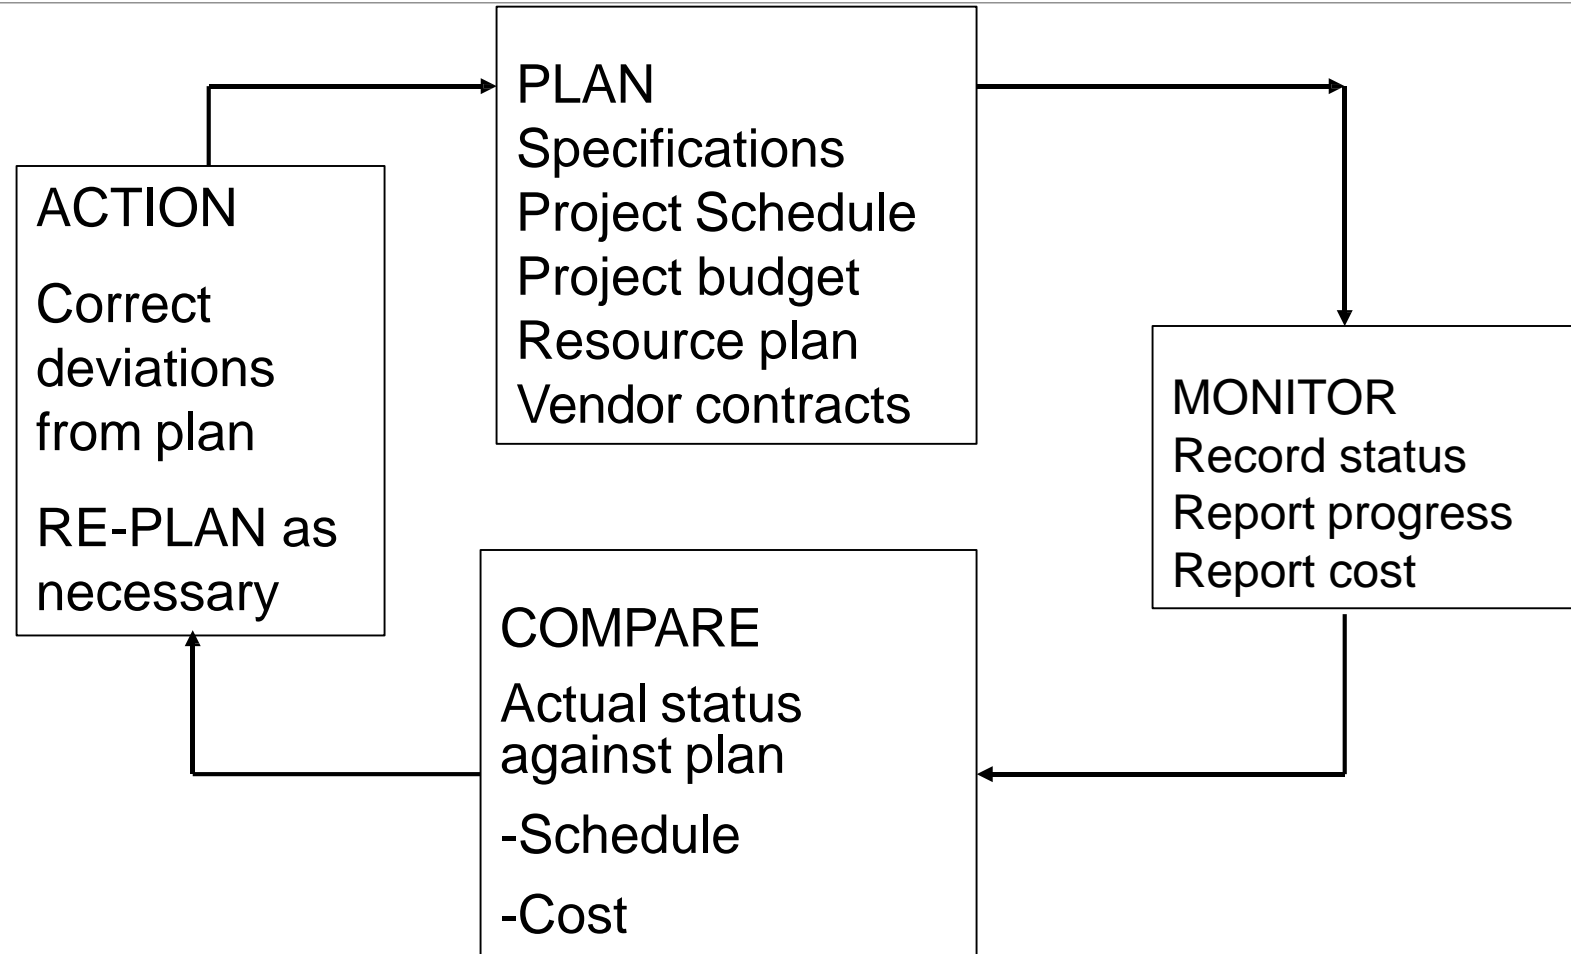 PLAN
Specifications
Project Schedule
Project budget
Resource plan
Vendor contracts
MONITOR
Record status
Report progress
Report cost
COMPARE
Actual status
against plan
-Schedule
-Cost
ACTION
Correct
deviations
from plan
RE-PLAN as
necessary